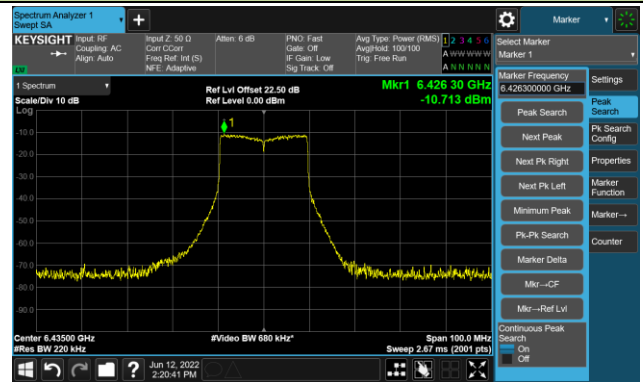 Spectrum Analyzer 1
Swept SA
Marker
KEYSIGHT
Input: RF
Coupling: AC
Align: Auto
Input Z: 50 Ω
Corr CCorr
Freq Ref: Int (S)
NFE: Adaptive
Atten: 6 dB
PNO: Fast
Gate: Off
IF Gain: Low
Sig Track: Off
Avg Type: Power (RMS)
Avg|Hold: 100/100
Trig: Free Run
1 2 3 4 5 6
A W W W W W
A N N N N N
LW
Select Marker
Marker 1
1 Spectrum
Scale/Div 10 dB
Ref Lvl Offset 22.50 dB
Ref Level 0.00 dBm
Mkr1 6.426 30 GHz
-10.713 dBm
Log
1
-10.0
-20.0
-30.0
-40.0
-50.0
-60.0
-70.0
-80.0
-90.0
Center 6.43500 GHz
#Res BW 220 kHz
#Video BW 680 kHz*
Span 100.0 MHz
Sweep 2.67 ms (2001 pts)
Marker Frequency
6.426300000 GHz
Peak Search
Next Peak
Next Pk Right
Next Pk Left
Minimum Peak
Pk-Pk Search
Marker Delta
Mkr→CF
Mkr→Ref Lvl
Continuous Peak
Search
On
Off
Settings
Peak
Search
Pk Search
Config
Properties
Marker
Function
Marker→
Counter
?
Jun 12, 2022
2:20:41 PM